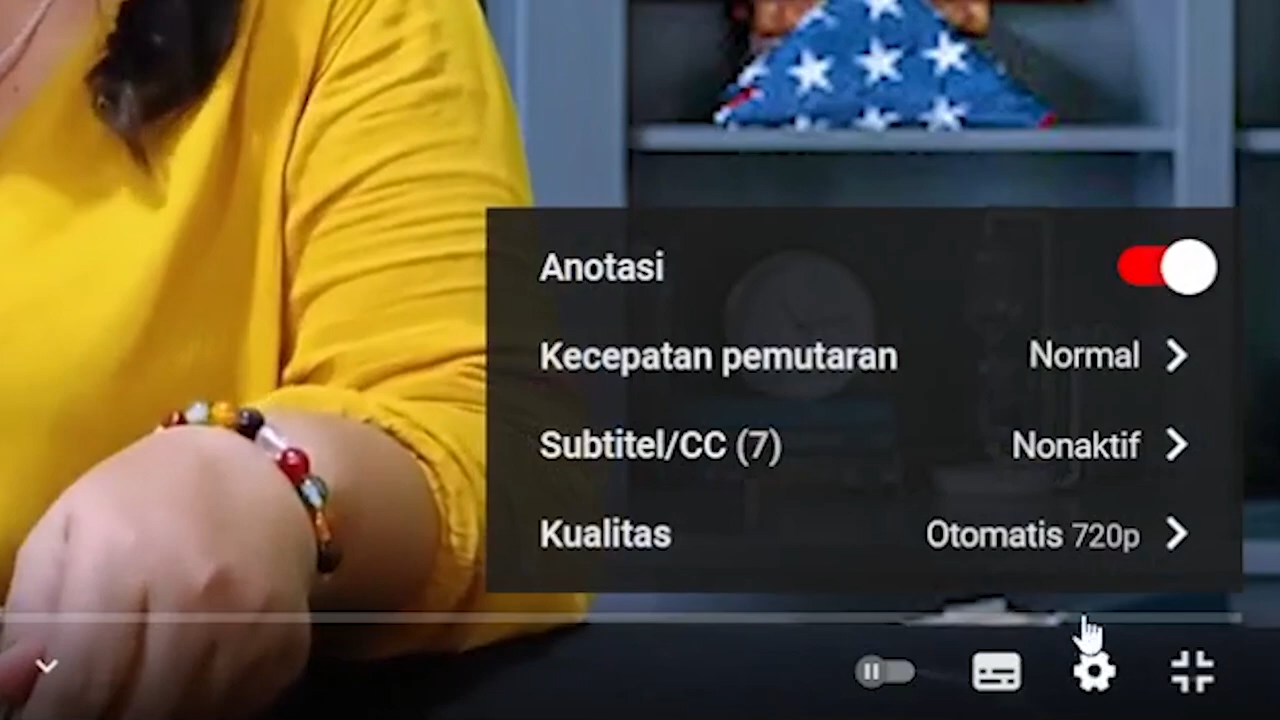 Anotasi
Kecepatan pemutaran Normal
Subtitel/CC (7) Nonaktif
Kualitas Otomatis 720p